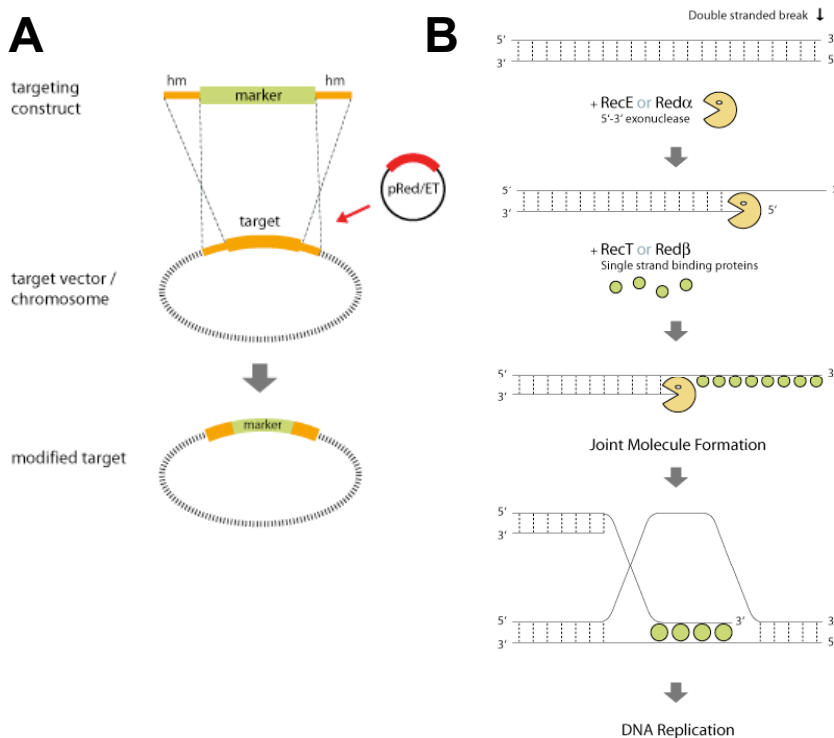 A
targeting
construct
hm
marker
hm
pRed/ET
target
target vector /
chromosome
modified target
marker
B
Double stranded break ↓
5'
3'
3'
5
+ RecE or Redα
5'-3' exonuclease
5'
3'
5'
+ RecT or Redβ
Single strand binding proteins
5'
3'
3
Joint Molecule Formation
5'
3'
5'
3'
3'
3
5
DNA Replication